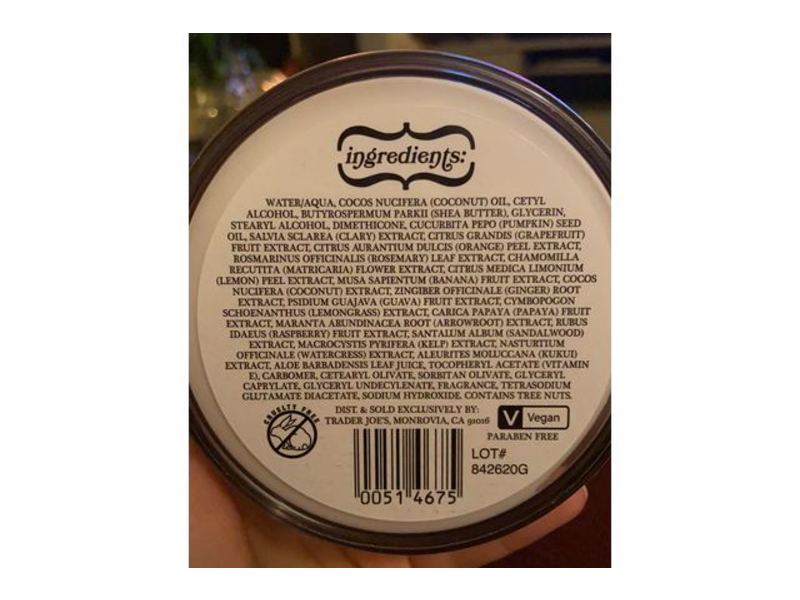 ingredients:
WATER/AQUA, COCOS NUCIFERA (COCONUT) OIL, CETYL
ALCOHOL, BUTYROSPERMUM PARKII (SHEA BUTTER), GLYCERIN,
STEARYL ALCOHOL, DIMETHICONE, CUCURBITA PEPO (PUMPKIN) SEED
OIL, SALVIA SCLAREA (CLARY) EXTRACT, CITRUS GRANDIS (GRAPEFRUIT)
FRUIT EXTRACT, CITRUS AURANTIUM DULCIS (ORANGE) PEEL EXTRACT,
ROSMARINUS OFFICINALIS (ROSEMARY) LEAF EXTRACT, CHAMOMILLA
RECUTITA (MATRICARIA) FLOWER EXTRACT, CITRUS MEDICA LIMONIUM
(LEMON) PEEL EXTRACT, MUSA SAPIENTUM (BANANA) FRUIT EXTRACT, COCOS
NUCIFERA (COCONUT) EXTRACT, ZINGIBER OFFICINALE (GINGER) ROOT
EXTRACT, PSIDIUM GUAJAVA (GUAVA) FRUIT EXTRACT, CYMBOPOGON
SCHOENANTHUS (LEMONGRASS) EXTRACT, CARICA PAPAYA (PAPAYA) FRUIT
EXTRACT, MARANTA ARUNDINACEA ROOT (ARROWROOT) EXTRACT, RUBUS
IDAEUS (RASPBERRY) FRUIT EXTRACT, SANTALUM ALBUM (SANDALWOOD)
EXTRACT, MACROCYSTIS PYRIFERA (KELP) EXTRACT, NASTURTIUM
OFFICINALE (WATERCRESS) EXTRACT, ALEURITES MOLUCCANA (KUKUI)
EXTRACT, ALOE BARBADENSIS LEAF JUICE, TOCOPHERYL ACETATE (VITAMIN
E), CARBOMER, CETEARYL OLIVATE, SORBITAN OLIVATE, GLYCERYL
CAPRYLATE, GLYCERYL UNDECYLENATE, FRAGRANCE, TETRASODIUM
GLUTAMATE DIACETATE, SODIUM HYDROXIDE. CONTAINS TREE NUTS.
CRUELTY FREE
DIST. & SOLD EXCLUSIVELY BY:
TRADER JOE'S, MONROVIA, CA 91016
V Vegan
PARABEN FREE
LOT#
842620G
0051 4675